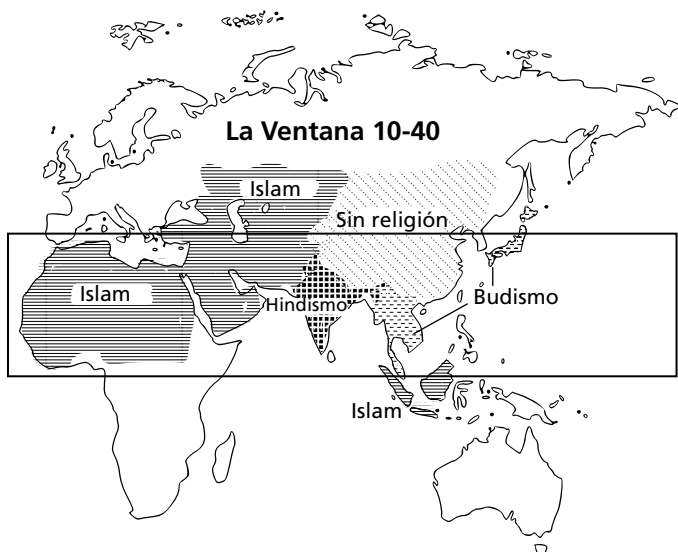 La Ventana 10-40
Islam
Sin religión
Islam
Hindismo
Budismo
Islam